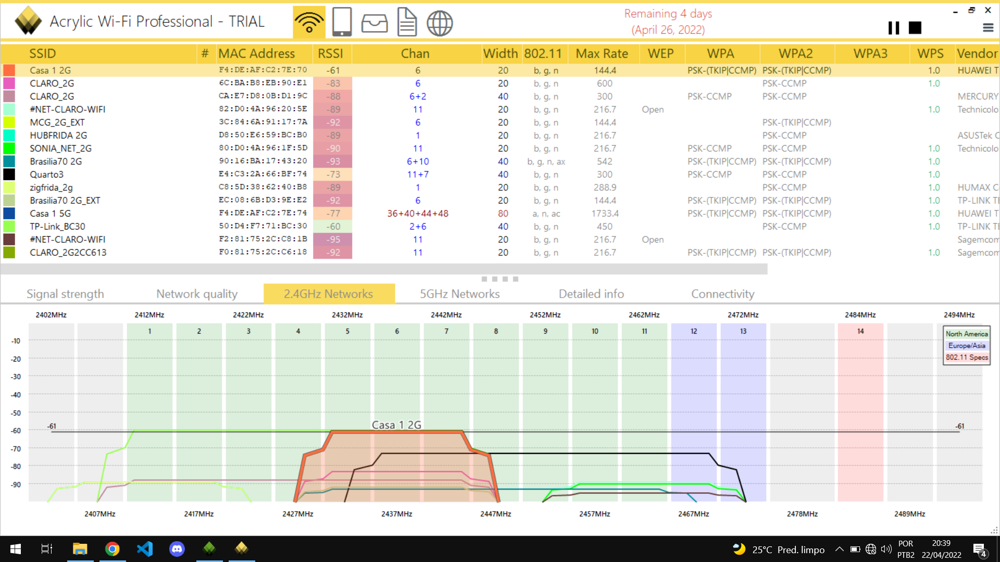 Acrylic Wi-Fi Professional - TRIAL
Remaining 4 days
(April 26, 2022)
SSID # MAC Address RSSI Chan Width 802.11 Max Rate WEP WPA WPA2 WPA3 WPS Vendor
Casa 1 2G F4:DE:AF:C2:7E:70 -61 6 20 b, g, n 144.4 PSK-(TKIP|CCMP) PSK-(TKIP|CCMP) 1.0 HUAWEI T
CLARO_2G 6C:BA:B8:EB:90:E1 -83 6 20 b, g, n 600 PSK-CCMP 1.0
CLARO_2G CA:E7:D8:0B:D1:9C -88 6+2 40 b, g, n 300 PSK-CCMP PSK-CCMP MERCURY
#NET-CLARO-WIFI 82:D0:4A:96:20:5E -89 11 20 b, g, n 216.7 Open 1.0 Technicolo
MCG_2G_EXT 3C:84:6A:91:17:7A -92 6 20 b, g, n 144.4 PSK-(TKIP|CCMP)
HUBFRIDA 2G D8:50:E6:59:BC:B0 -89 1 20 b, g, n 216.7 PSK-CCMP ASUSTek C
SONIA_NET_2G 80:D0:4A:96:1F:5D -90 11 20 b, g, n 216.7 PSK-CCMP PSK-CCMP 1.0 Technicolo
Brasilia70 2G 90:16:BA:17:43:20 -93 6+10 40 b, g, n, ax 542 PSK-(TKIP|CCMP) PSK-(TKIP|CCMP) 1.0
Quarto3 E4:C3:2A:66:BF:74 -73 11+7 40 b, g, n 300 PSK-CCMP PSK-CCMP 1.0
zigfrida_2g C8:5D:38:62:40:B8 -89 1 20 b, g, n 288.9 PSK-CCMP 1.0 HUMAX C
Brasilia70 2G_EXT EC:08:6B:D3:9E:E2 -92 6 20 b, g, n 144.4 PSK-(TKIP|CCMP) PSK-(TKIP|CCMP) 1.0 TP-LINK TE
Casa 1 5G F4:DE:AF:C2:7E:74 -77 36+40+44+48 80 a, n, ac 1733.4 PSK-(TKIP|CCMP) PSK-(TKIP|CCMP) 1.0 HUAWEI T
TP-Link_BC30 50:D4:F7:71:BC:30 -60 2+6 40 b, g, n 450 PSK-CCMP 1.0 TP-LINK TE
#NET-CLARO-WIFI F2:81:75:2C:C8:1B -95 11 20 b, g, n 216.7 Open Sagemcom
CLARO_2G2CC613 F0:81:75:2C:C6:18 -92 11 20 b, g, n 216.7 PSK-(TKIP|CCMP) PSK-(TKIP|CCMP) 1.0 Sagemcom
Signal strength Network quality 2.4GHz Networks 5GHz Networks Detailed info Connectivity
2402MHz 2412MHz 2422MHz 2432MHz 2442MHz 2452MHz 2462MHz 2472MHz 2484MHz 2494MHz
1 2 3 4 5 6 7 8 9 10 11 12 13 14
North America
Europe/Asia
802.11 Specs
-10
-20
-30
-40
-50
-60
-70
-80
-90
-61 Casa 1 2G -61
2407MHz 2417MHz 2427MHz 2437MHz 2447MHz 2457MHz 2467MHz 2478MHz 2489MHz
25°C Pred. limpo
POR
PTB2
20:39
22/04/2022
4